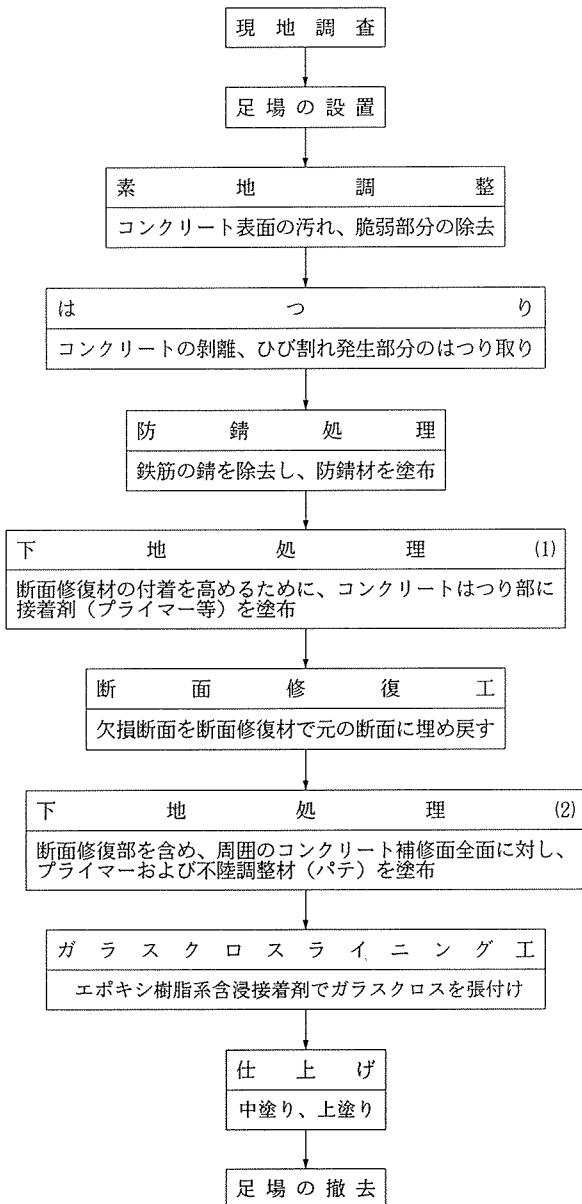 現地調査
足場の設置
素地調整
コンクリート表面の汚れ、脆弱部分の除去
はつり
コンクリートの剝離、ひび割れ発生部分のはつり取り
防錆処理
鉄筋の錆を除去し、防錆材を塗布
下地処理(1)
断面修復材の付着を高めるために、コンクリートはつり部に
接着剤（プライマー等）を塗布
断面修復工
欠損断面を断面修復材で元の断面に埋め戻す
下地処理(2)
断面修復部を含め、周囲のコンクリート補修面全面に対し、
プライマーおよび不陸調整材（パテ）を塗布
ガラスクロスライニング工
エポキシ樹脂系含浸接着剤でガラスクロスを張付け
仕上げ
中塗り、上塗り
足場の撤去